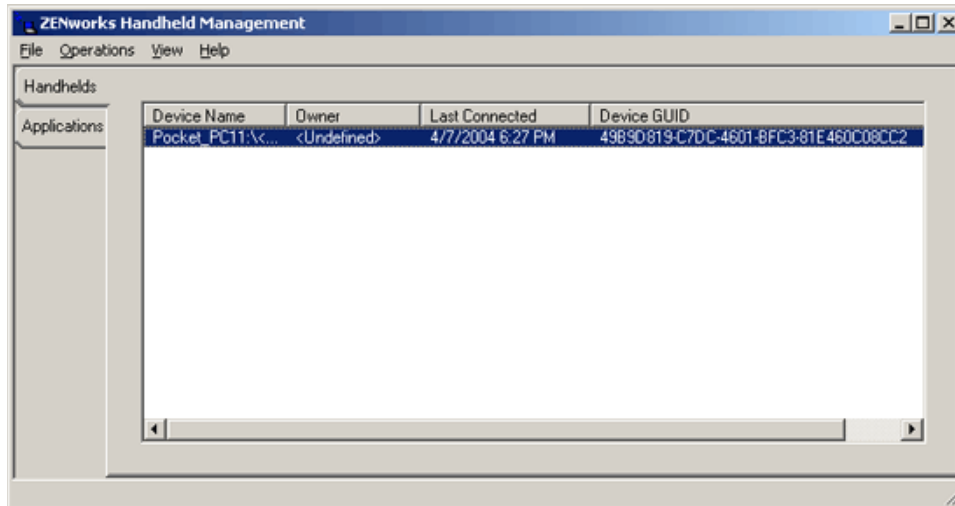 ZENworks Handheld Management
File Operations View Help
Handhelds
Applications
Device Name Owner Last Connected Device GUID
Pocket_PC11:\<... <Undefined> 4/7/2004 6:27 PM 49B9D819-C7DC-4601-BFC3-81E460C08CC2